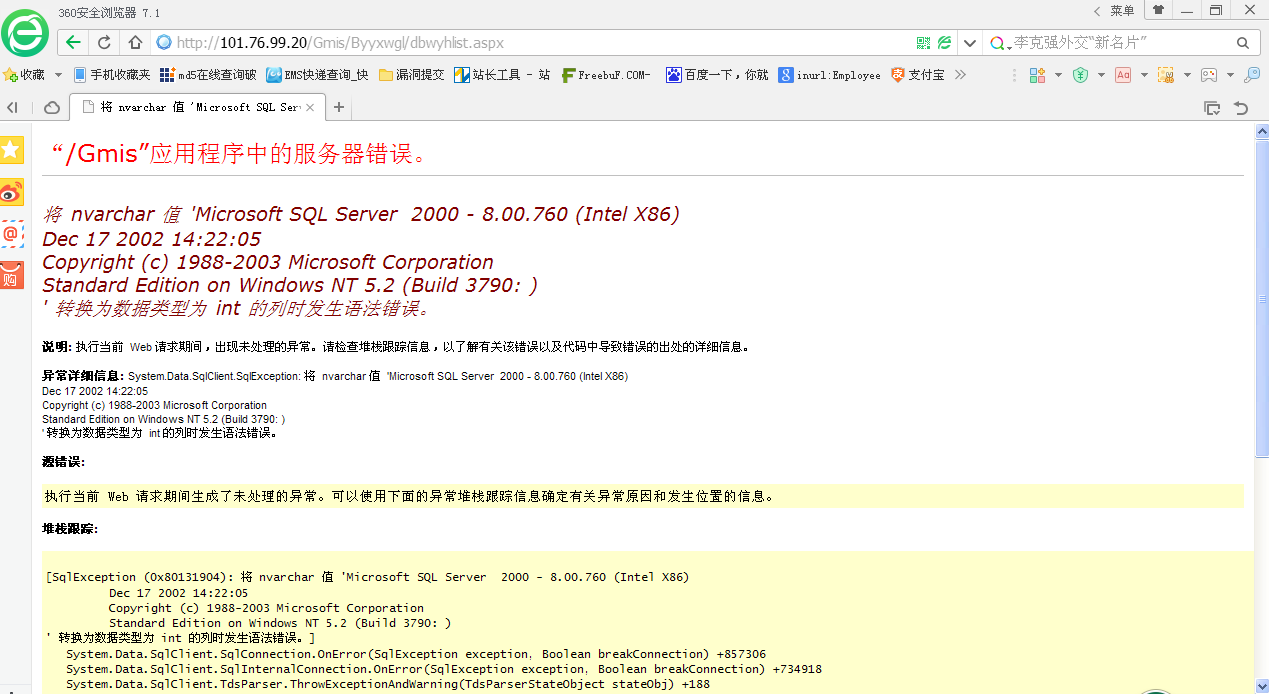 360安全浏览器 7.1
菜单
http://101.76.99.20/Gmis/Byyxwgl/dbwyhlist.aspx
李克强外交“新名片”
收藏 手机收藏夹 md5在线查询破 EMS快递查询_快 漏洞提交 站长工具 - 站 FreebuF.COM- 百度一下，你就 inurl:Employee 支付宝
将 nvarchar 值 'Microsoft SQL Ser
“/Gmis”应用程序中的服务器错误。
将 nvarchar 值 'Microsoft SQL Server 2000 - 8.00.760 (Intel X86)
Dec 17 2002 14:22:05
Copyright (c) 1988-2003 Microsoft Corporation
Standard Edition on Windows NT 5.2 (Build 3790: )
' 转换为数据类型为 int 的列时发生语法错误。
说明: 执行当前 Web 请求期间，出现未处理的异常。请检查堆栈跟踪信息，以了解有关该错误以及代码中导致错误的出处的详细信息。
异常详细信息: System.Data.SqlClient.SqlException: 将 nvarchar 值 'Microsoft SQL Server 2000 - 8.00.760 (Intel X86)
Dec 17 2002 14:22:05
Copyright (c) 1988-2003 Microsoft Corporation
Standard Edition on Windows NT 5.2 (Build 3790: )
' 转换为数据类型为 int 的列时发生语法错误。
源错误:
执行当前 Web 请求期间生成了未处理的异常。可以使用下面的异常堆栈跟踪信息确定有关异常原因和发生位置的信息。
堆栈跟踪:
[SqlException (0x80131904): 将 nvarchar 值 'Microsoft SQL Server 2000 - 8.00.760 (Intel X86)
Dec 17 2002 14:22:05
Copyright (c) 1988-2003 Microsoft Corporation
Standard Edition on Windows NT 5.2 (Build 3790: )
' 转换为数据类型为 int 的列时发生语法错误。]
System.Data.SqlClient.SqlConnection.OnError(SqlException exception, Boolean breakConnection) +857306
System.Data.SqlClient.SqlInternalConnection.OnError(SqlException exception, Boolean breakConnection) +734918
System.Data.SqlClient.TdsParser.ThrowExceptionAndWarning(TdsParserStateObject stateObj) +188